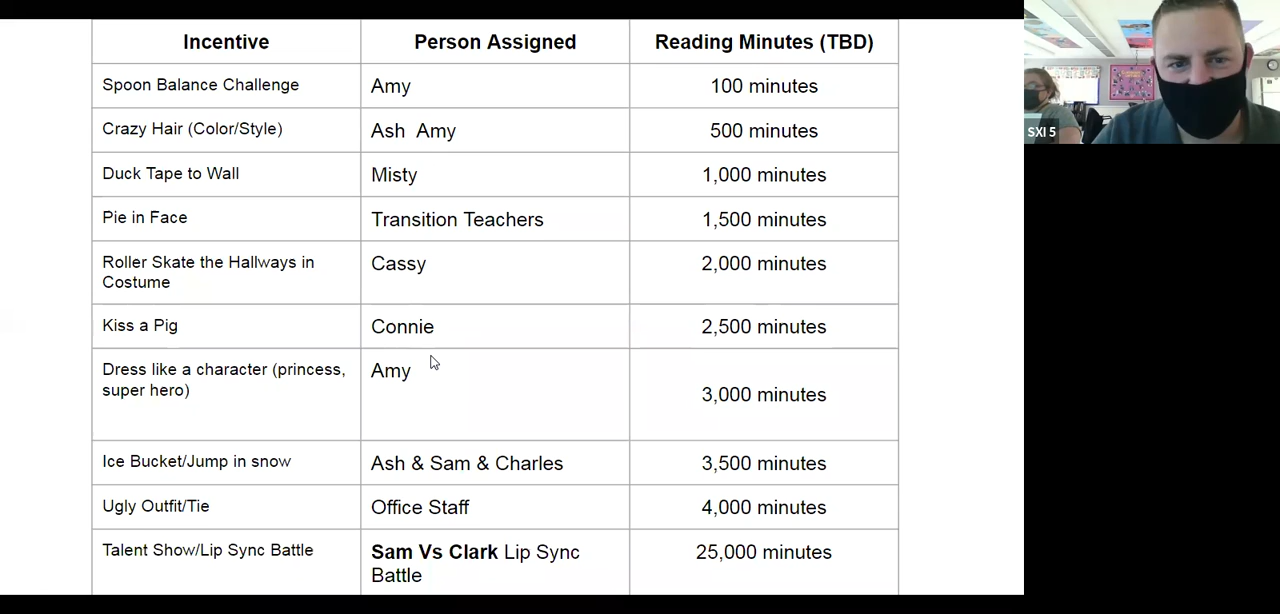 Incentive Person Assigned Reading Minutes (TBD)
Spoon Balance Challenge Amy 100 minutes
Crazy Hair (Color/Style) Ash Amy 500 minutes
Duck Tape to Wall Misty 1,000 minutes
Pie in Face Transition Teachers 1,500 minutes
Roller Skate the Hallways in Cassy 2,000 minutes
Costume
Kiss a Pig Connie 2,500 minutes
Dress like a character (princess, Amy
super hero) 3,000 minutes
Ice Bucket/Jump in snow Ash & Sam & Charles 3,500 minutes
Ugly Outfit/Tie Office Staff 4,000 minutes
Talent Show/Lip Sync Battle Sam Vs Clark Lip Sync 25,000 minutes
Battle
SXI 5